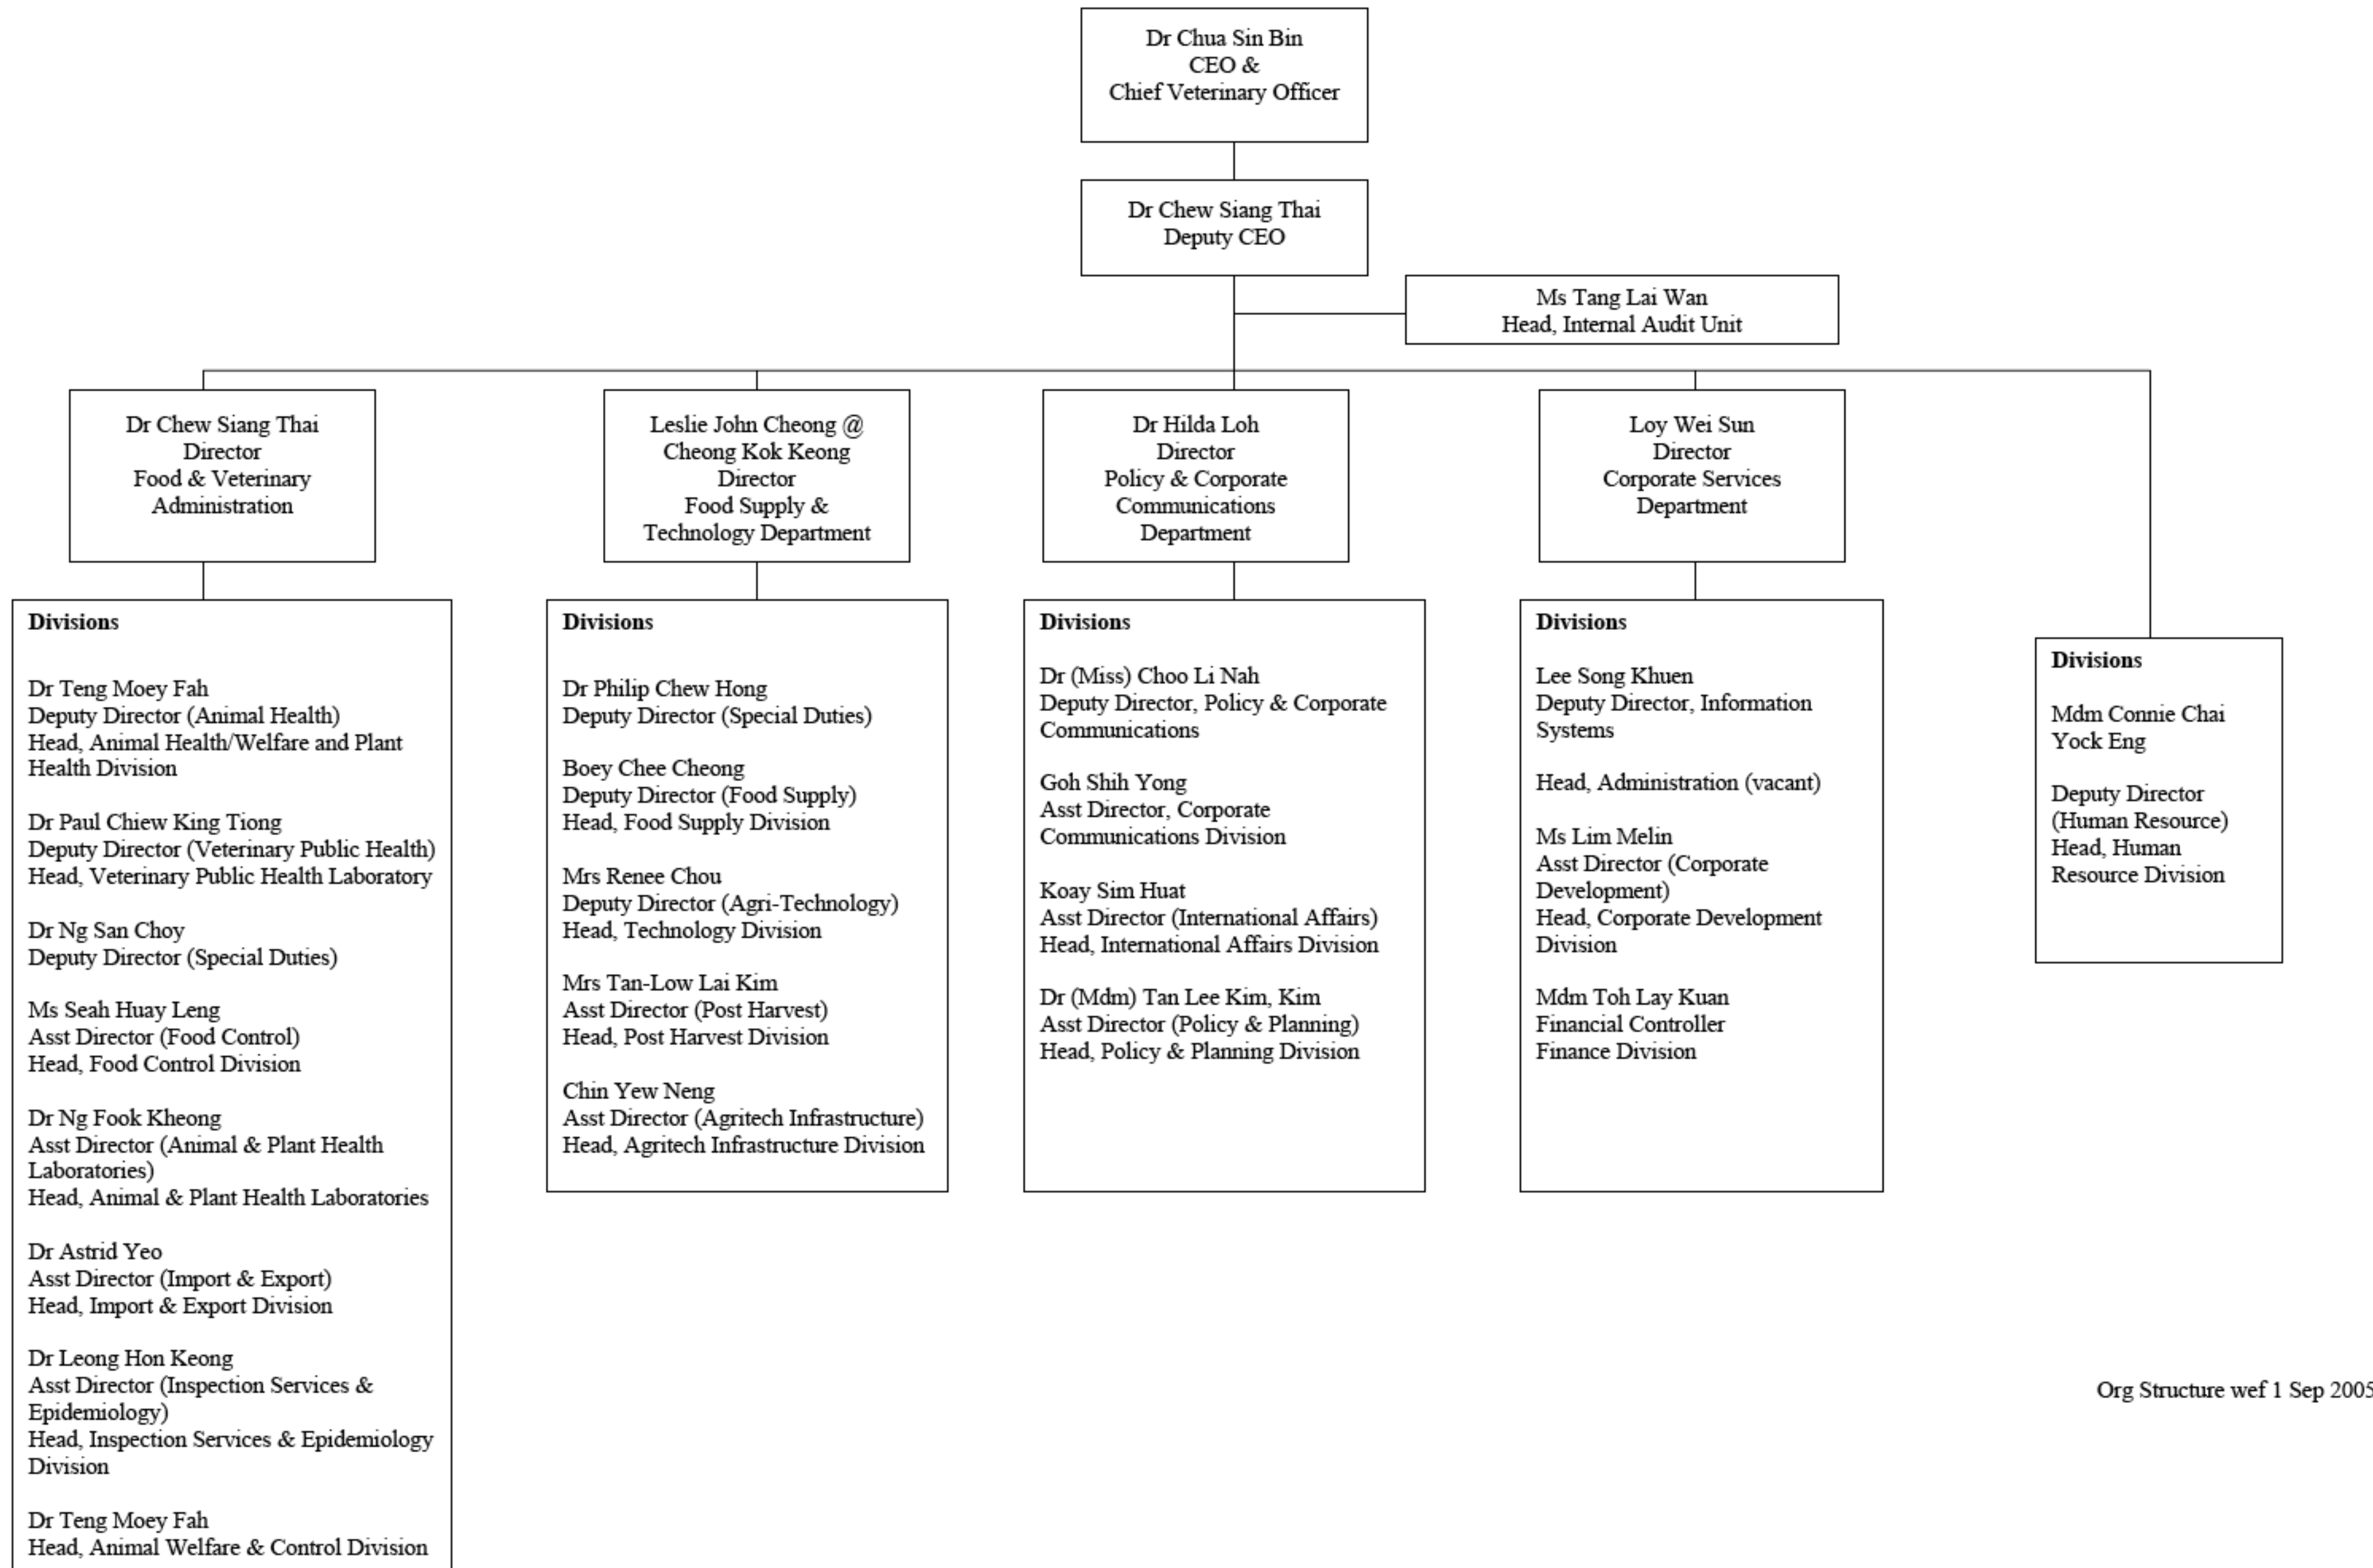 Dr Chua Sin Bin
CEO &
Chief Veterinary Officer
Dr Chew Siang Thai
Deputy CEO
Ms Tang Lai Wan
Head, Internal Audit Unit
Dr Chew Siang Thai
Director
Food & Veterinary
Administration
Leslie John Cheong @
Cheong Kok Keong
Director
Food Supply &
Technology Department
Dr Hilda Loh
Director
Policy & Corporate
Communications
Department
Loy Wei Sun
Director
Corporate Services
Department
Divisions
Dr Teng Moey Fah
Deputy Director (Animal Health)
Head, Animal Health/Welfare and Plant
Health Division
Dr Paul Chiew King Tiong
Deputy Director (Veterinary Public Health)
Head, Veterinary Public Health Laboratory
Dr Ng San Choy
Deputy Director (Special Duties)
Ms Seah Huay Leng
Asst Director (Food Control)
Head, Food Control Division
Dr Ng Fook Kheong
Asst Director (Animal & Plant Health
Laboratories)
Head, Animal & Plant Health Laboratories
Dr Astrid Yeo
Asst Director (Import & Export)
Head, Import & Export Division
Dr Leong Hon Keong
Asst Director (Inspection Services &
Epidemiology)
Head, Inspection Services & Epidemiology
Division
Dr Teng Moey Fah
Head, Animal Welfare & Control Division
Divisions
Dr Philip Chew Hong
Deputy Director (Special Duties)
Boey Chee Cheong
Deputy Director (Food Supply)
Head, Food Supply Division
Mrs Renee Chou
Deputy Director (Agri-Technology)
Head, Technology Division
Mrs Tan-Low Lai Kim
Asst Director (Post Harvest)
Head, Post Harvest Division
Chin Yew Neng
Asst Director (Agritech Infrastructure)
Head, Agritech Infrastructure Division
Divisions
Dr (Miss) Choo Li Nah
Deputy Director, Policy & Corporate
Communications
Goh Shih Yong
Asst Director, Corporate
Communications Division
Koay Sim Huat
Asst Director (International Affairs)
Head, International Affairs Division
Dr (Mdm) Tan Lee Kim, Kim
Asst Director (Policy & Planning)
Head, Policy & Planning Division
Divisions
Lee Song Khuen
Deputy Director, Information
Systems
Head, Administration (vacant)
Ms Lim Melin
Asst Director (Corporate
Development)
Head, Corporate Development
Division
Mdm Toh Lay Kuan
Financial Controller
Finance Division
Divisions
Mdm Connie Chai
Yock Eng
Deputy Director
(Human Resource)
Head, Human
Resource Division
Org Structure wef 1 Sep 2005